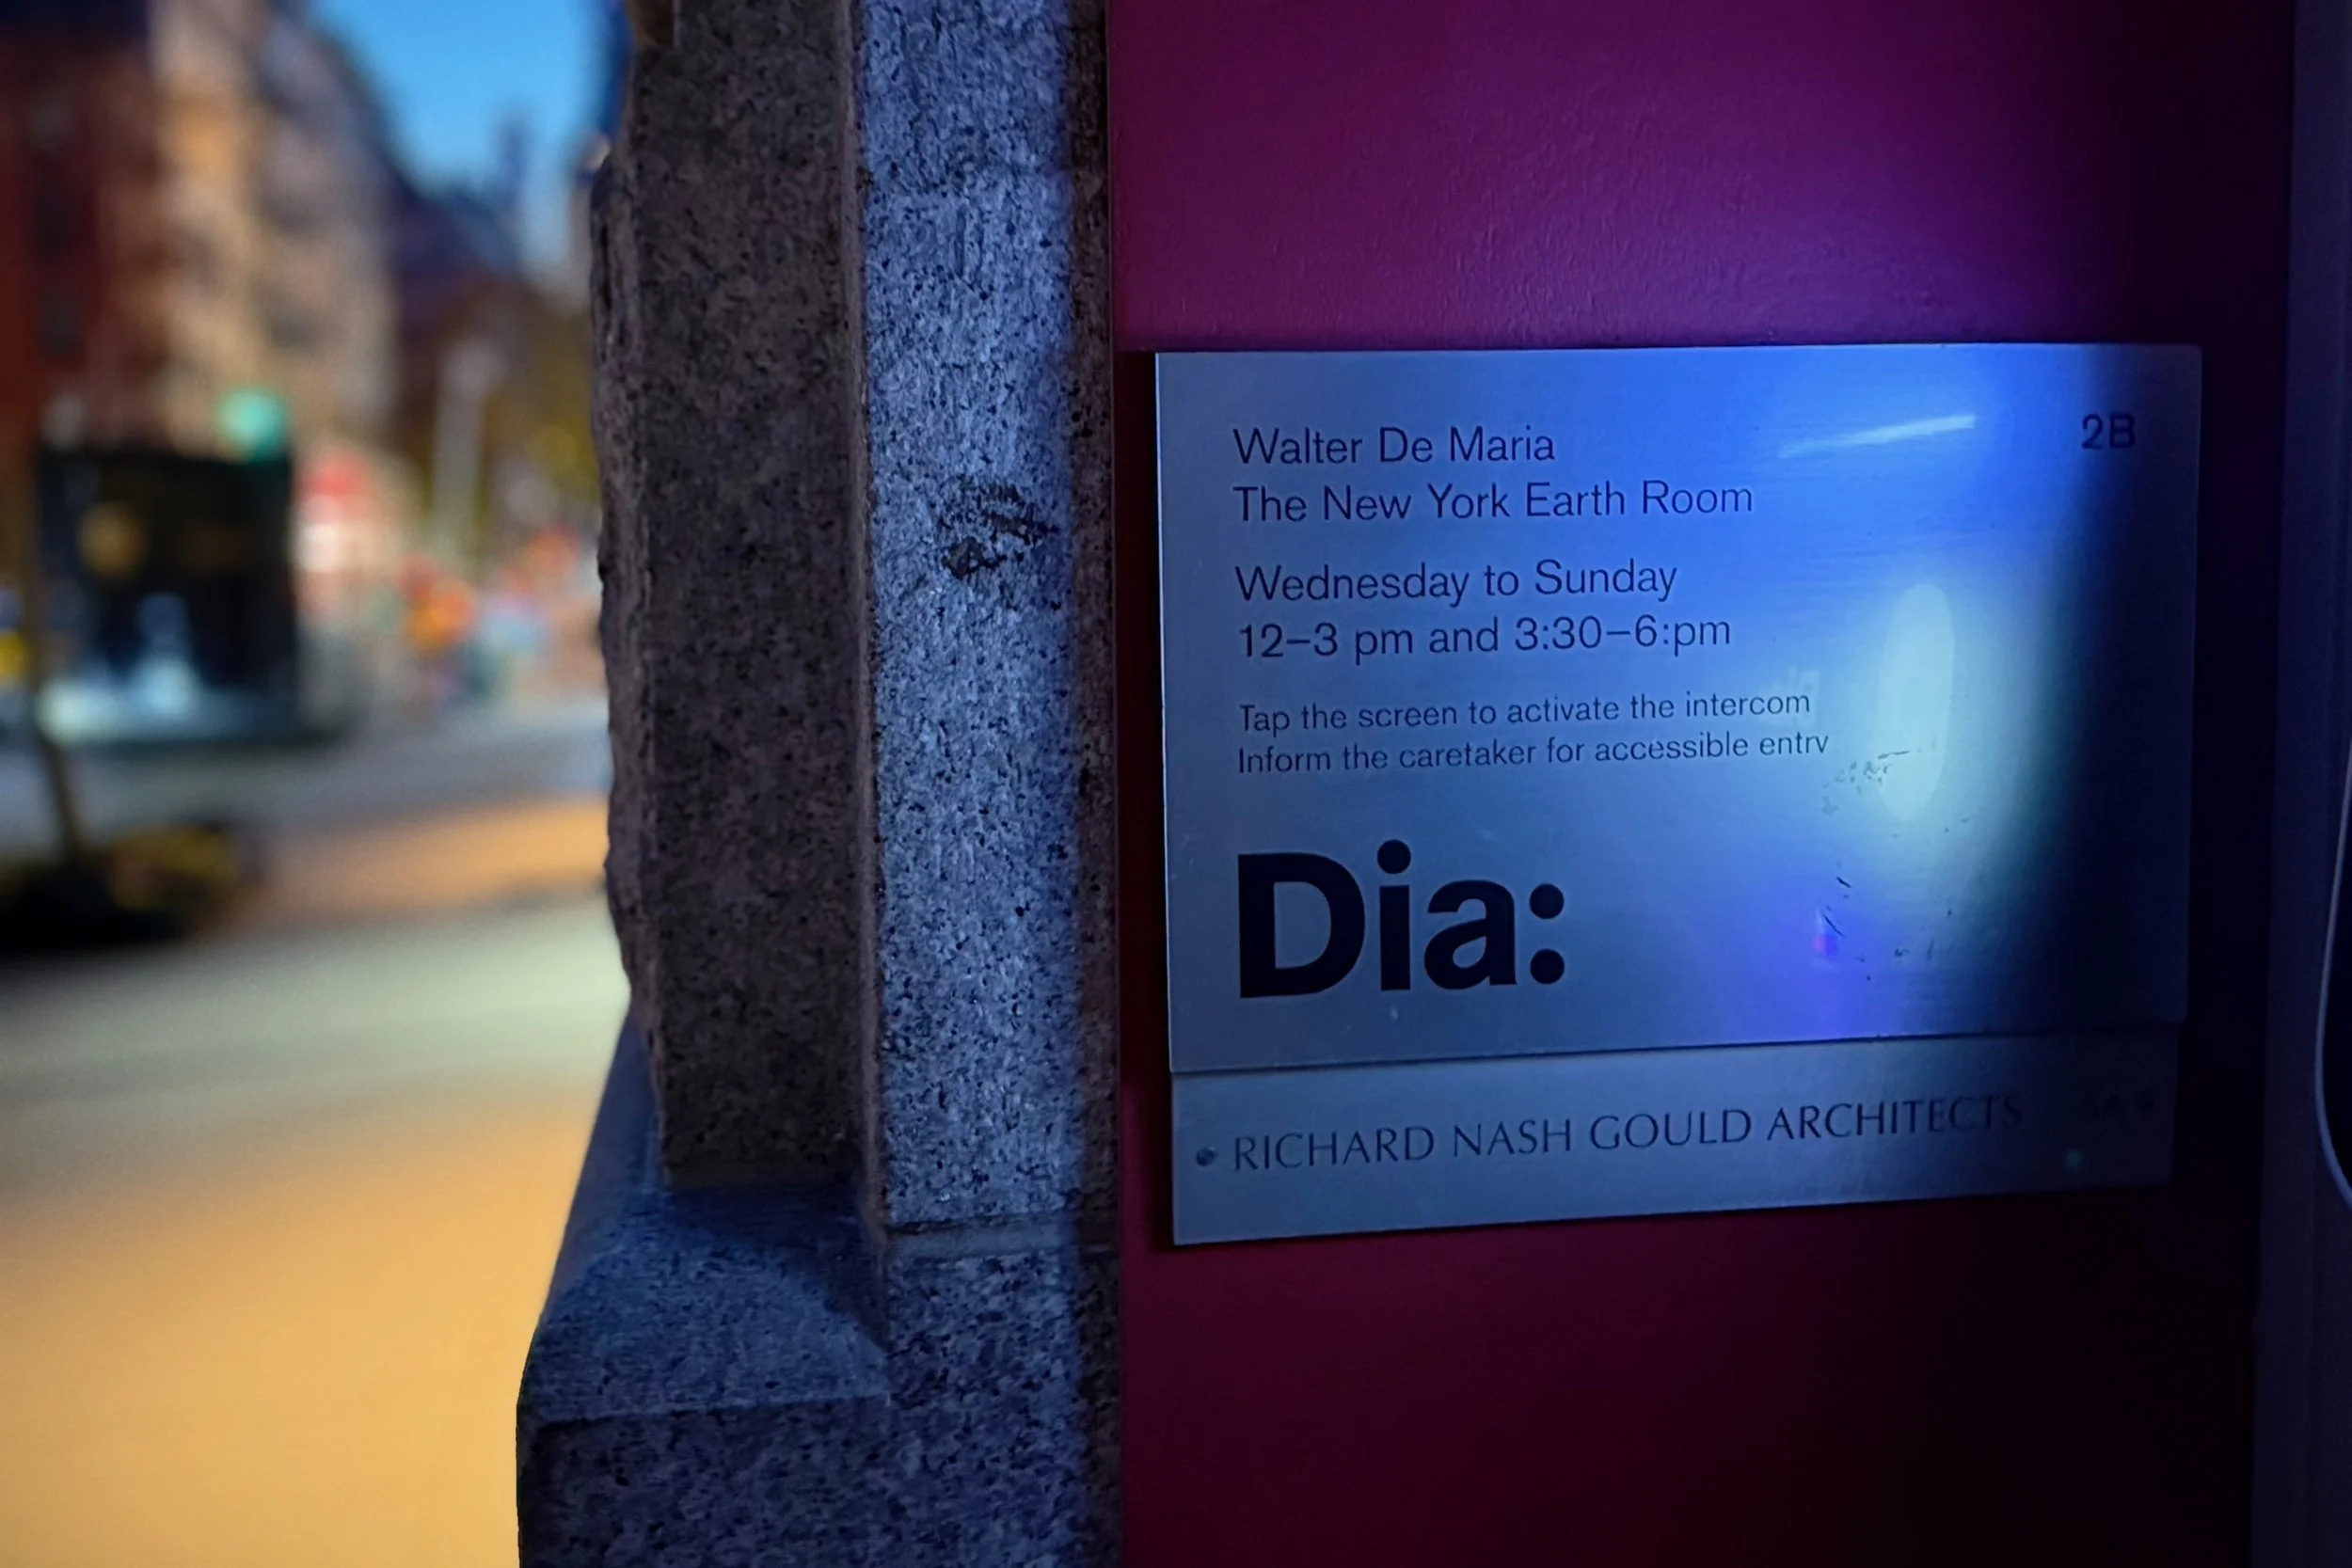 Walter De Maria 2B
The New York Earth Room
Wednesday to Sunday
12–3 pm and 3:30–6:pm
Tap the screen to activate the intercom
Inform the caretaker for accessible entry
Dia:
RICHARD NASH GOULD ARCHITECTS